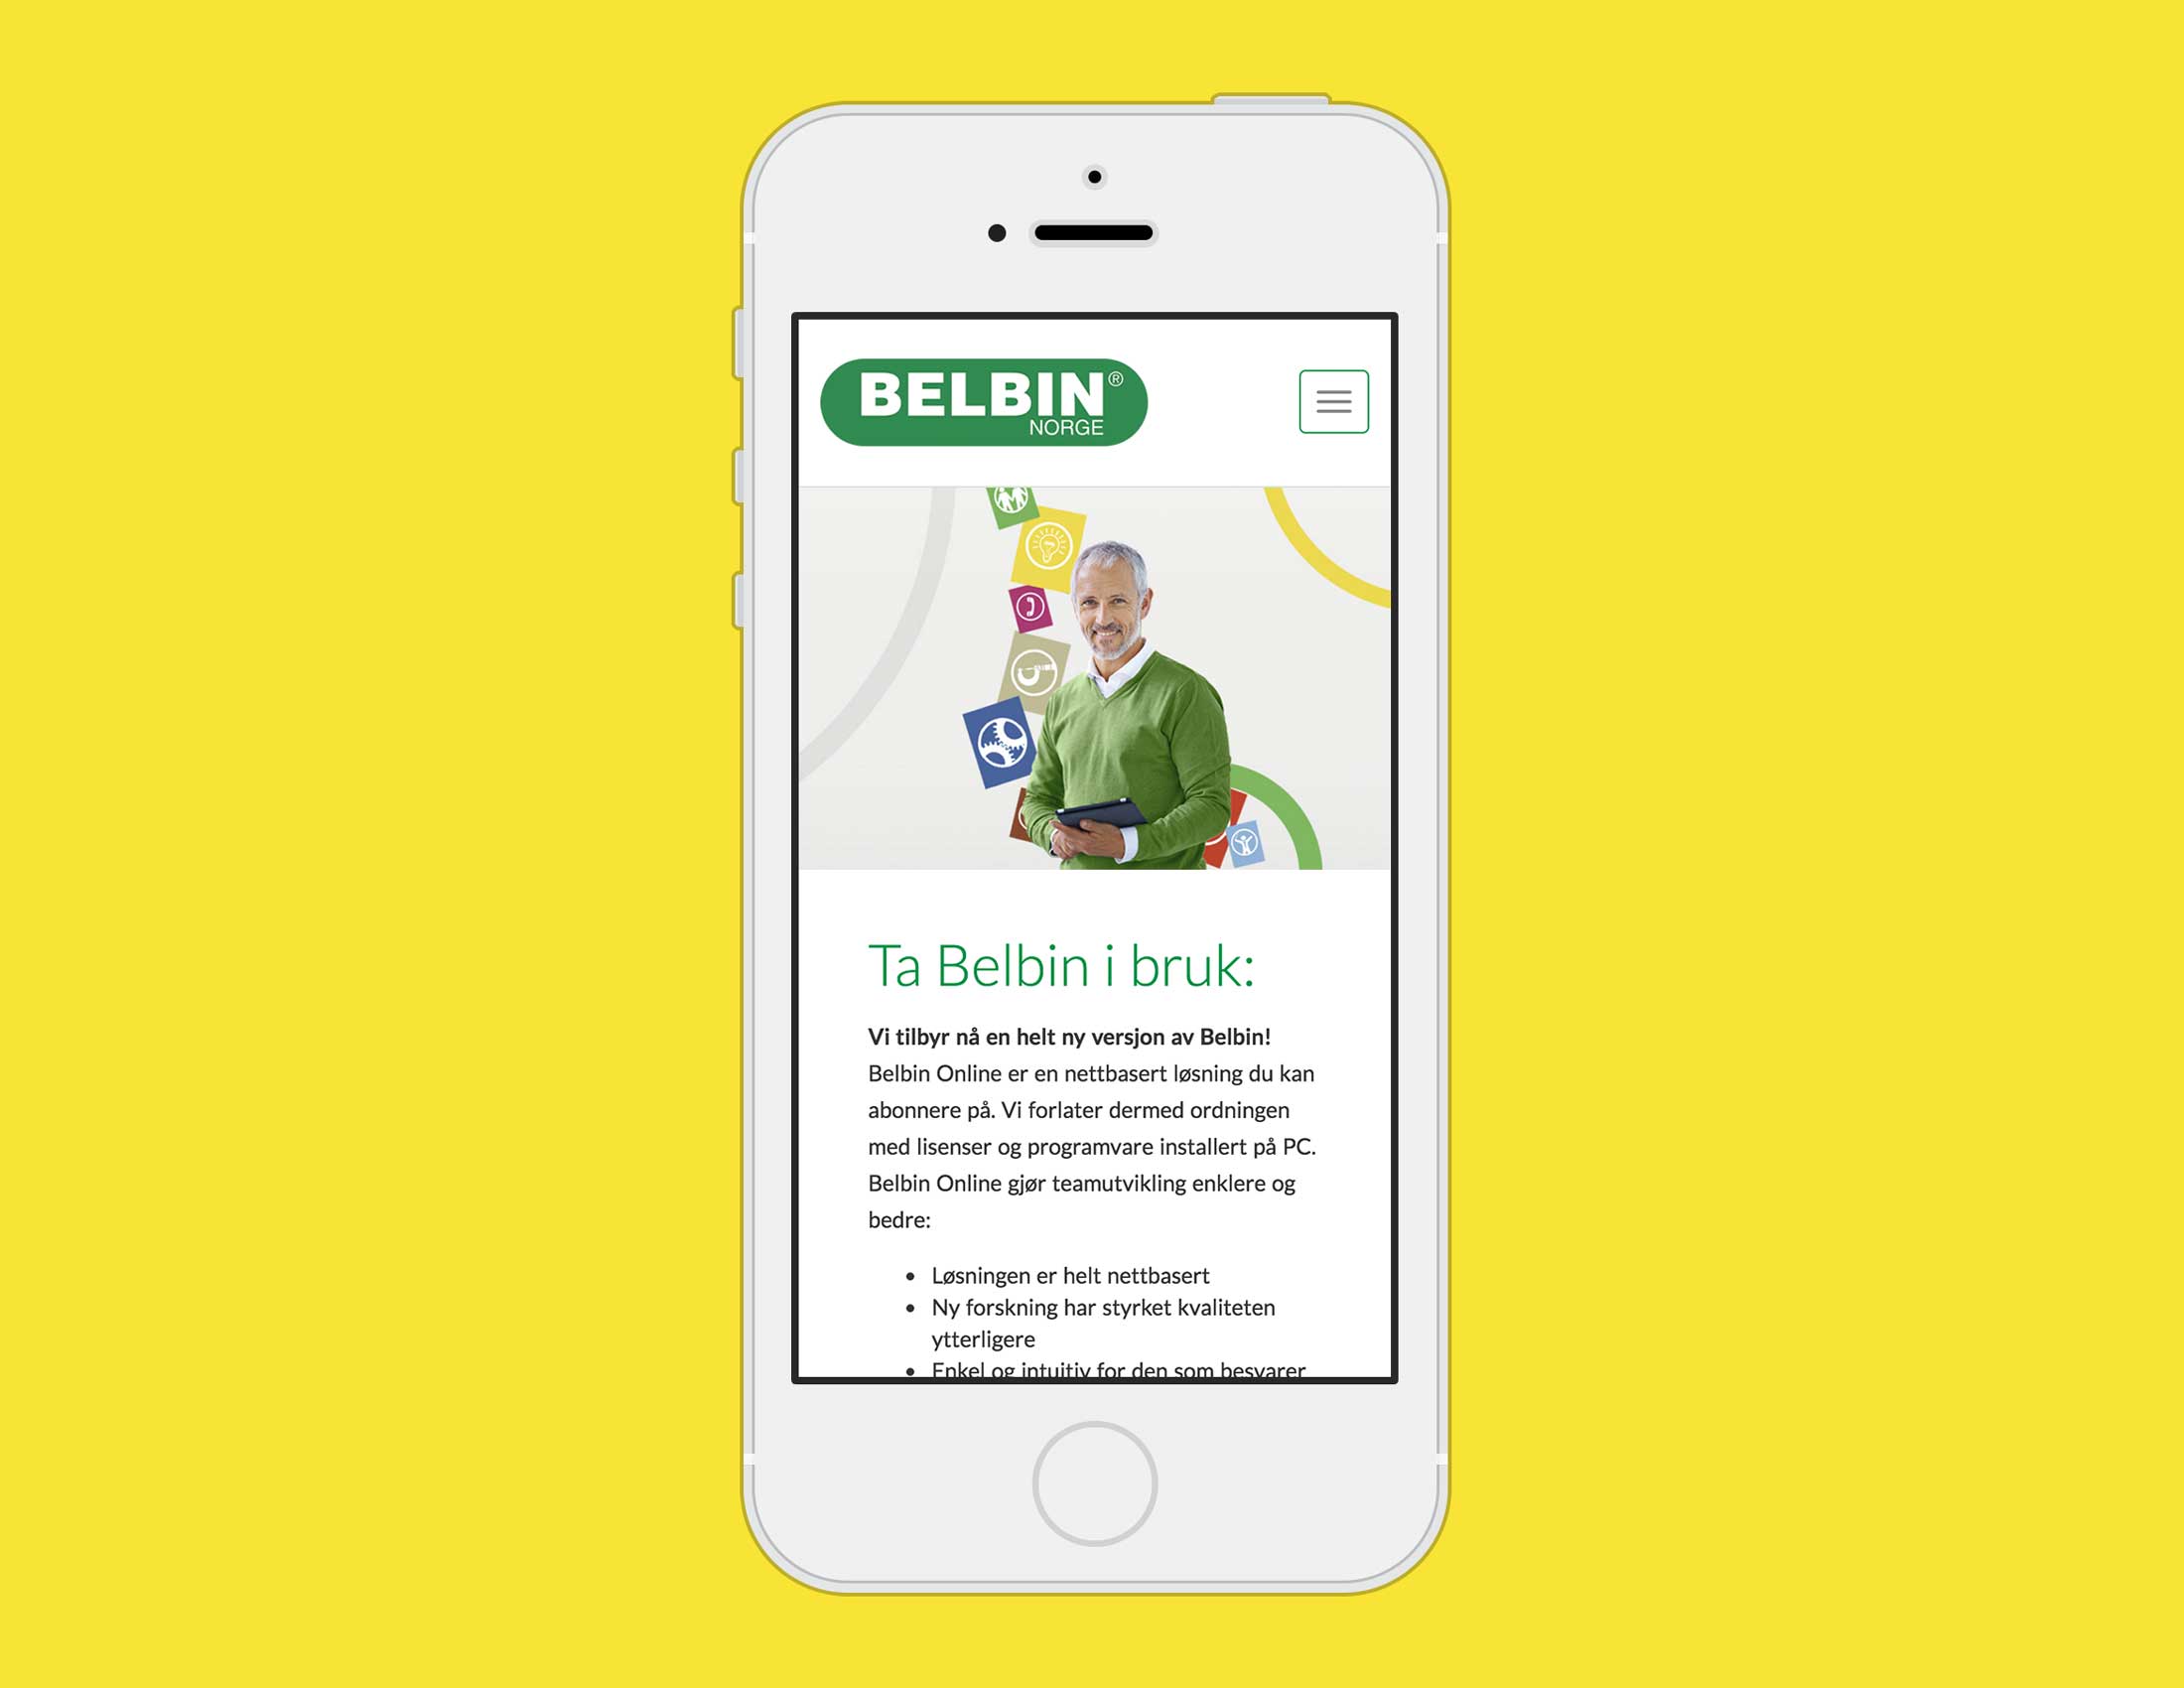 BELBIN®
NORGE
Ta Belbin i bruk:
Vi tilbyr nå en helt ny versjon av Belbin!
Belbin Online er en nettbasert løsning du kan
abonnere på. Vi forlater dermed ordningen
med lisenser og programvare installert på PC.
Belbin Online gjør teamutvikling enklere og
bedre:
• Løsningen er helt nettbasert
• Ny forskning har styrket kvaliteten
ytterligere
• Enkel og intuitiv for den som besvarer